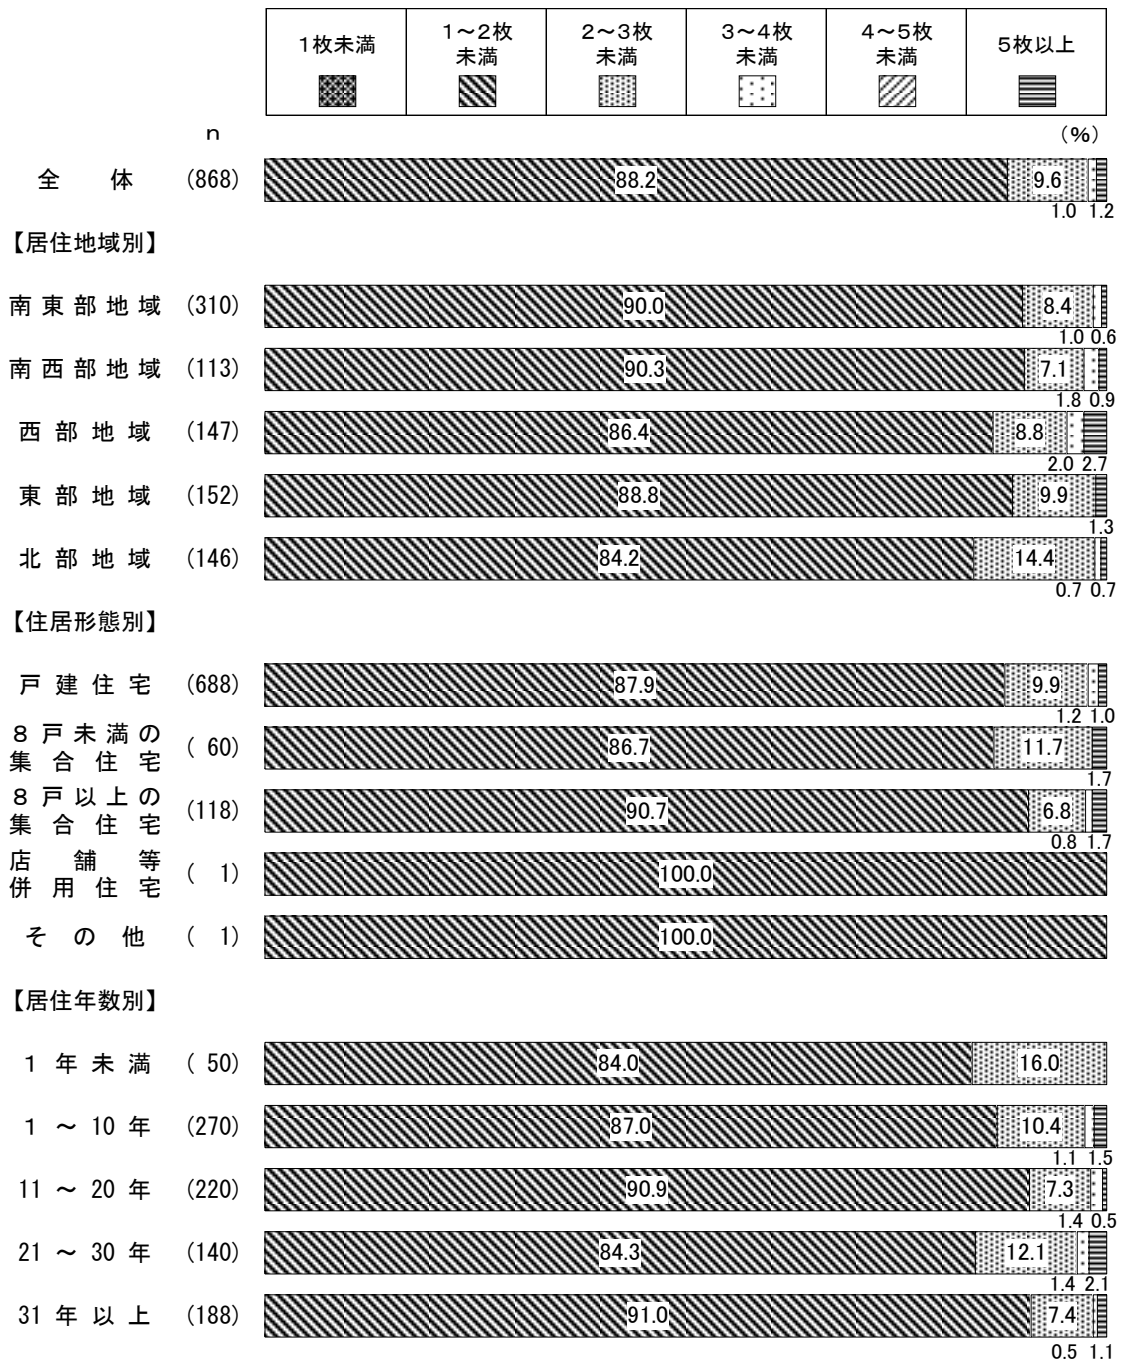 １枚未満 １～２枚未満 ２～３枚未満 ３～４枚未満 ４～５枚未満 ５枚以上
ｎ (％)
全体 (868) 88.2 9.6
1.0 1.2
【居住地域別】
南東部地域 (310) 90.0 8.4
1.0 0.6
南西部地域 (113) 90.3 7.1
1.8 0.9
西部地域 (147) 86.4 8.8
2.0 2.7
東部地域 (152) 88.8 9.9
1.3
北部地域 (146) 84.2 14.4
0.7 0.7
【住居形態別】
戸建住宅 (688) 87.9 9.9
1.2 1.0
８戸未満の
集合住宅 ( 60) 86.7 11.7
1.7
８戸以上の
集合住宅 (118) 90.7 6.8
0.8 1.7
店舗等
併用住宅 ( 1) 100.0
その他 ( 1) 100.0
【居住年数別】
１年未満 ( 50) 84.0 16.0
１～10年 (270) 87.0 10.4
1.1 1.5
11～20年 (220) 90.9 7.3
1.4 0.5
21～30年 (140) 84.3 12.1
1.4 2.1
31年以上 (188) 91.0 7.4
0.5 1.1